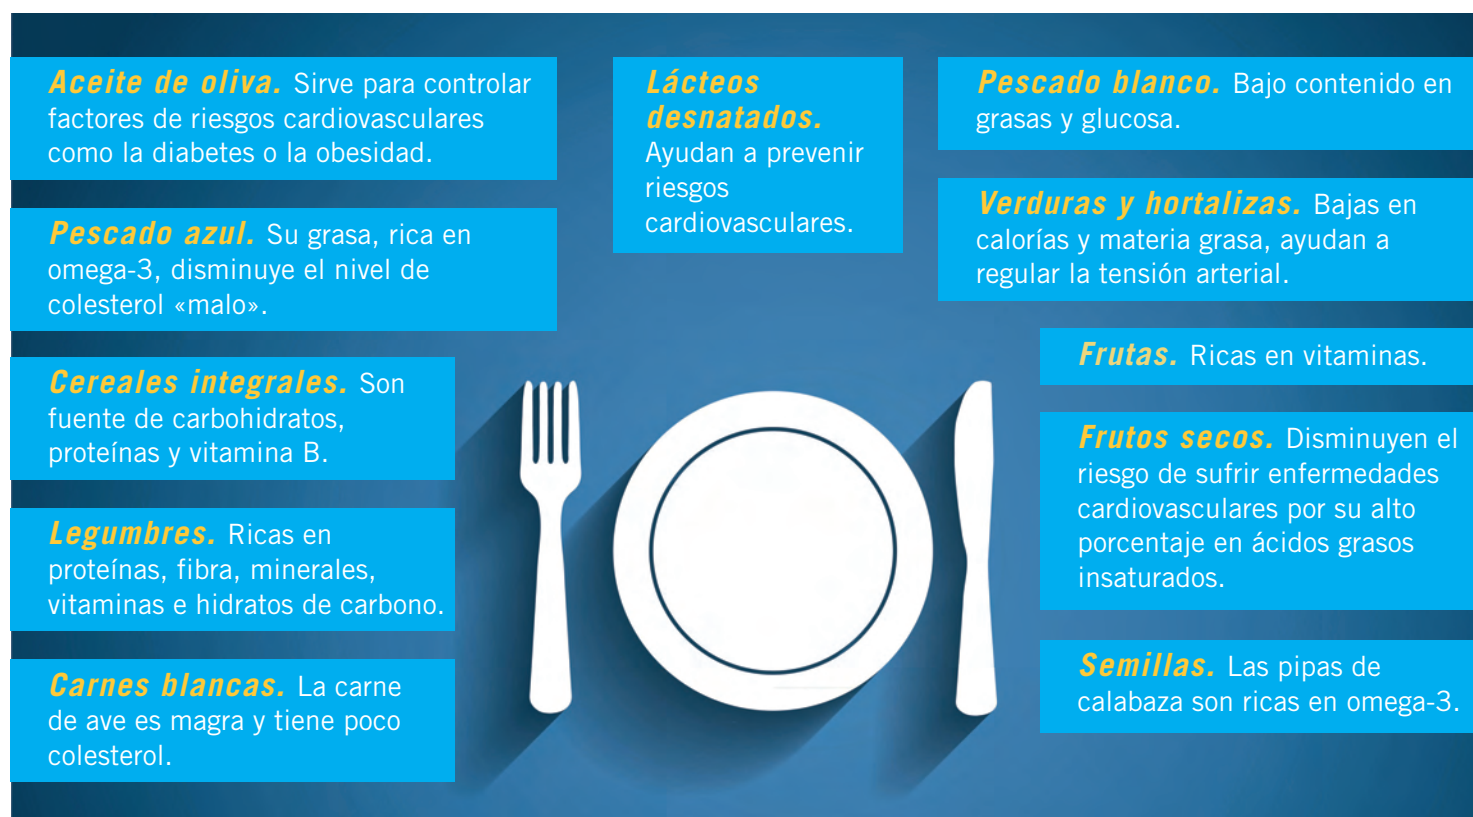 Aceite de oliva. Sirve para controlar
factores de riesgos cardiovasculares
como la diabetes o la obesidad.
Pescado azul. Su grasa, rica en
omega-3, disminuye el nivel de
colesterol «malo».
Cereales integrales. Son
fuente de carbohidratos,
proteínas y vitamina B.
Legumbres. Ricas en
proteínas, fibra, minerales,
vitaminas e hidratos de carbono.
Carnes blancas. La carne
de ave es magra y tiene poco
colesterol.
Lácteos
desnatados.
Ayudan a prevenir
riesgos
cardiovasculares.
Pescado blanco. Bajo contenido en
grasas y glucosa.
Verduras y hortalizas. Bajas en
calorías y materia grasa, ayudan a
regular la tensión arterial.
Frutas. Ricas en vitaminas.
Frutos secos. Disminuyen el
riesgo de sufrir enfermedades
cardiovasculares por su alto
porcentaje en ácidos grasos
insaturados.
Semillas. Las pipas de
calabaza son ricas en omega-3.